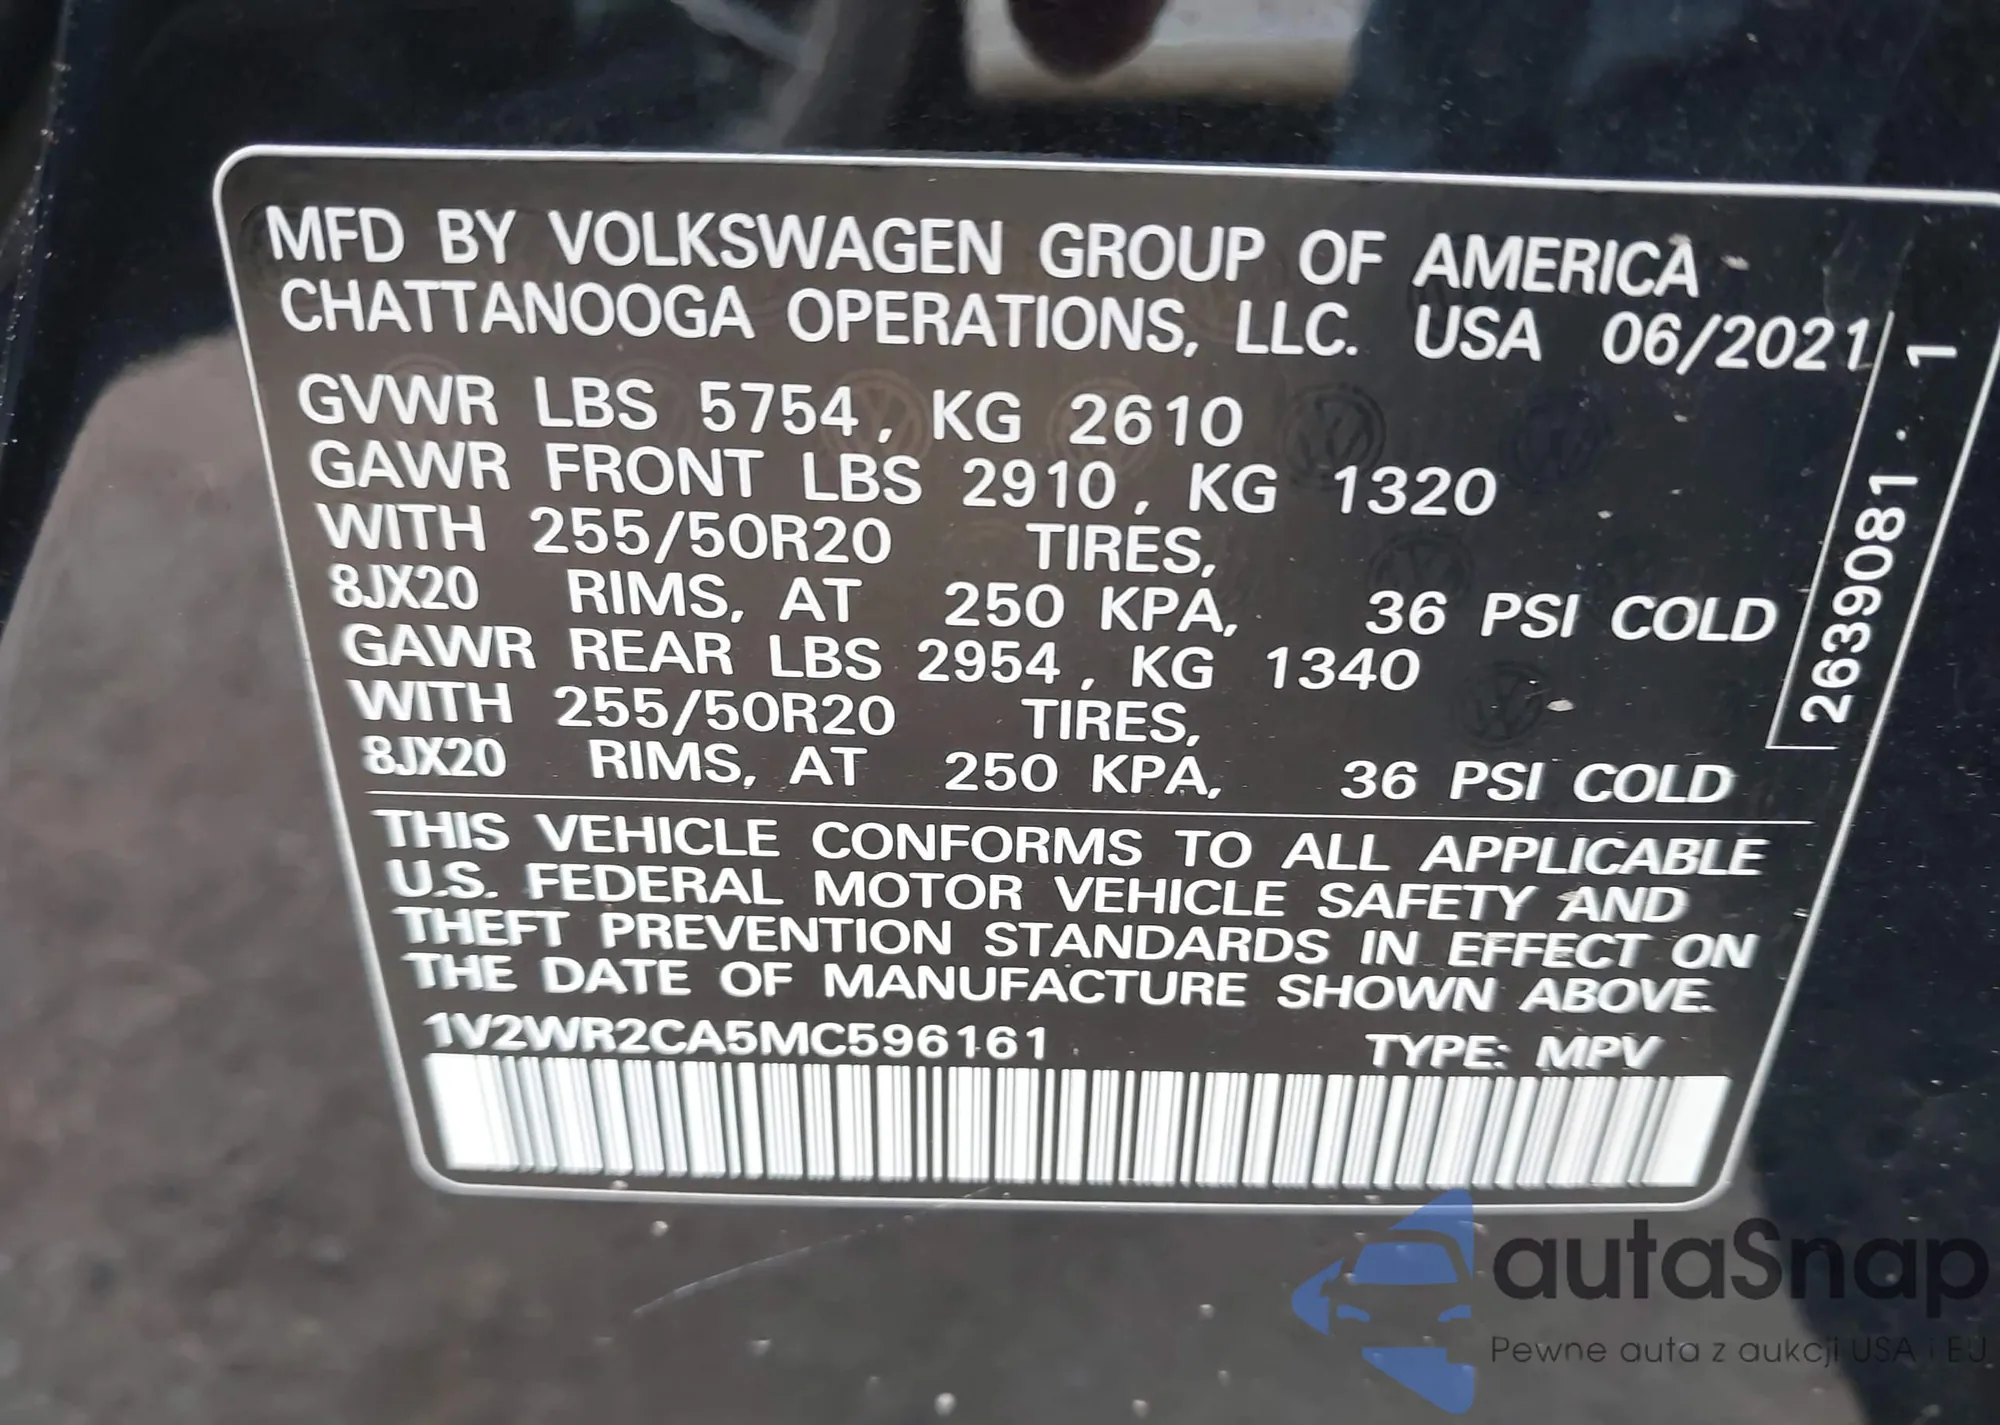 MFD BY VOLKSWAGEN GROUP OF AMERICA
CHATTANOOGA OPERATIONS, LLC. USA 06/2021
GVWR LBS 5754, KG 2610
GAWR FRONT LBS 2910, KG 1320
WITH 255/50R20 TIRES,
8JX20 RIMS, AT 250 KPA, 36 PSI COLD
GAWR REAR LBS 2954, KG 1340
WITH 255/50R20 TIRES,
8JX20 RIMS, AT 250 KPA, 36 PSI COLD
2639081 . 1
THIS VEHICLE CONFORMS TO ALL APPLICABLE
U.S. FEDERAL MOTOR VEHICLE SAFETY AND
THEFT PREVENTION STANDARDS IN EFFECT ON
THE DATE OF MANUFACTURE SHOWN ABOVE.
1V2WR2CA5MC596161 TYPE: MPV
autaSnap
Pewne auta z aukcji USA i EU